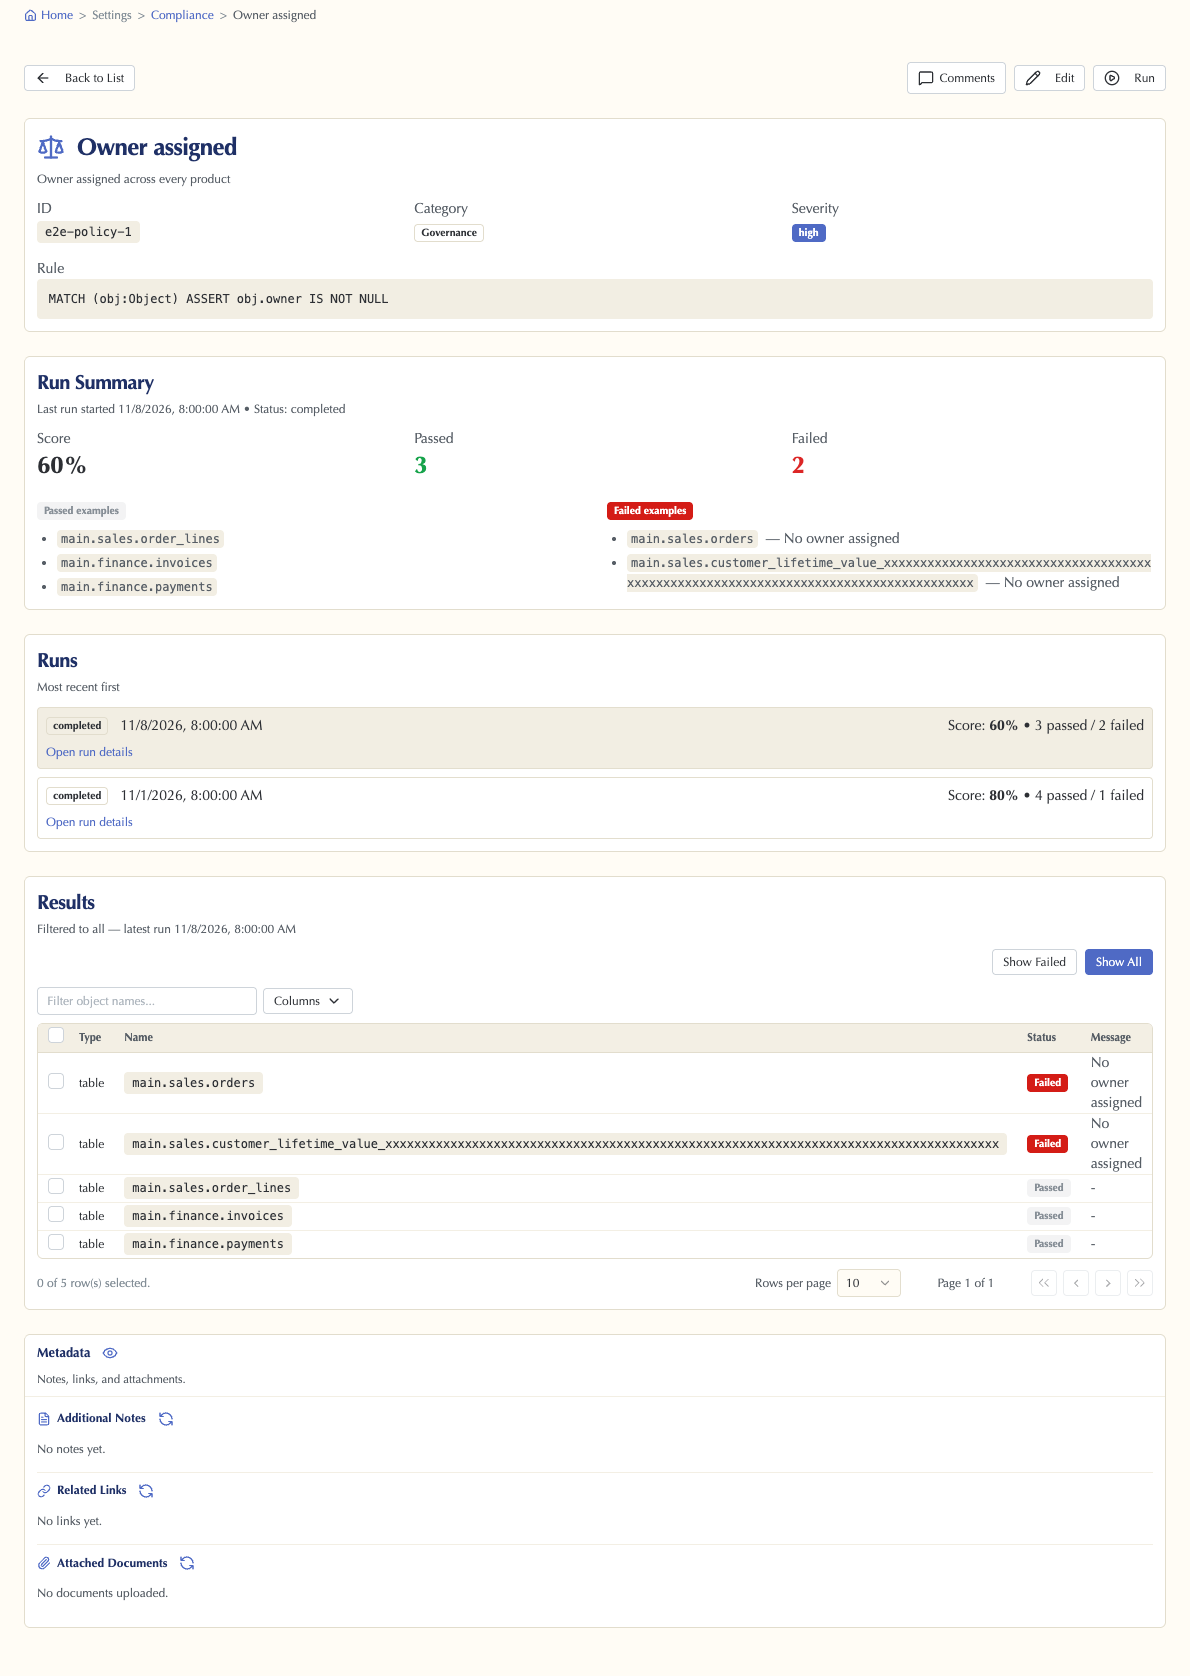 Home > Settings > Compliance > Owner assigned
Back to List
Comments
Edit
Run
Owner assigned
Owner assigned across every product
ID
Category
Severity
e2e-policy-1
Governance
high
Rule
MATCH (obj:Object) ASSERT obj.owner IS NOT NULL
Run Summary
Last run started 11/8/2026, 8:00:00 AM • Status: completed
Score
Passed
Failed
60%
3
2
Passed examples
• main.sales.order_lines
• main.finance.invoices
• main.finance.payments
Failed examples
• main.sales.orders — No owner assigned
• main.sales.customer_lifetime_value_xxxxxxxxxxxxxxxxxxxxxxxxxxxxxxxxxxxxx
xxxxxxxxxxxxxxxxxxxxxxxxxxxxxxxxxxxxxxxxxxxxxxxx — No owner assigned
Runs
Most recent first
completed 11/8/2026, 8:00:00 AM
Score: 60% • 3 passed / 2 failed
Open run details
completed 11/1/2026, 8:00:00 AM
Score: 80% • 4 passed / 1 failed
Open run details
Results
Filtered to all — latest run 11/8/2026, 8:00:00 AM
Show Failed
Show All
Filter object names...
Columns
Type Name Status Message
table main.sales.orders Failed No owner assigned
table main.sales.customer_lifetime_value_xxxxxxxxxxxxxxxxxxxxxxxxxxxxxxxxxxxxxxxxxxxxxxxxxxxxxxxxxxxxxxxxxxxxxxxxxxxxxxxxxxxxx Failed No owner assigned
table main.sales.order_lines Passed -
table main.finance.invoices Passed -
table main.finance.payments Passed -
0 of 5 row(s) selected.
Rows per page 10
Page 1 of 1
Metadata
Notes, links, and attachments.
Additional Notes
No notes yet.
Related Links
No links yet.
Attached Documents
No documents uploaded.